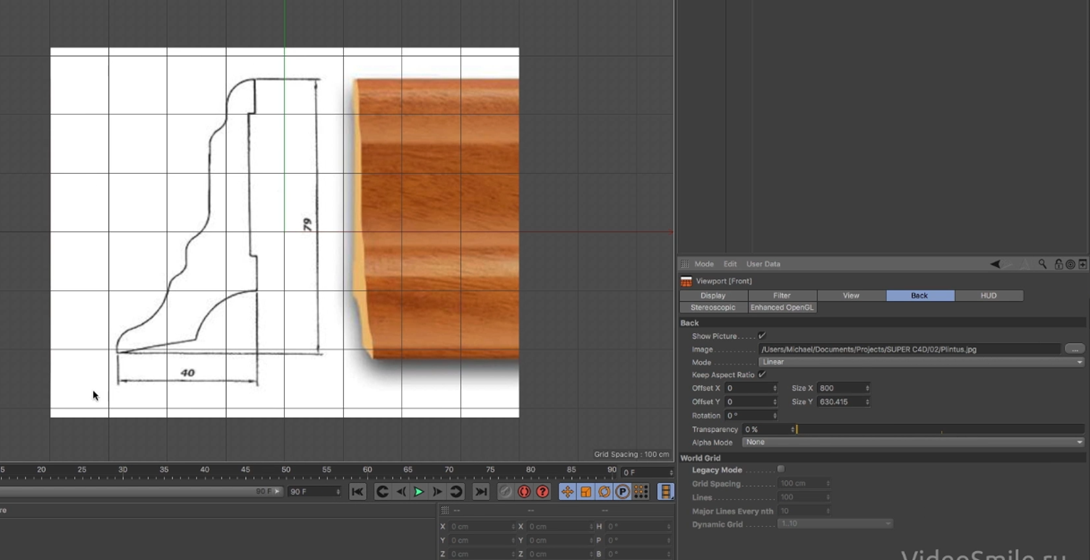 79
40
Grid Spacing : 100 cm
Mode Edit User Data
Viewport [Front]
Display Filter View Back HUD
Stereoscopic Enhanced OpenGL
Back
Show Picture
Image /Users/Michael/Documents/Projects/SUPER C4D/02/Plintus.jpg ...
Mode Linear
Keep Aspect Ratio
Offset X 0 Size X 800
Offset Y 0 Size Y 630.415
Rotation 0 °
Transparency 0 %
Alpha Mode None
World Grid
Legacy Mode
Grid Spacing 100 cm
Lines 100
Major Lines Every nth 10
Dynamic Grid 1..10
5 20 25 30 35 40 45 50 55 60 65 70 75 80 85 90 0 F
90 F 90 F
X 0 cm X 0 cm H 0 °
Y 0 cm Y 0 cm P 0 °
Z 0 cm Z 0 cm B 0 °
VideoSmile.ru